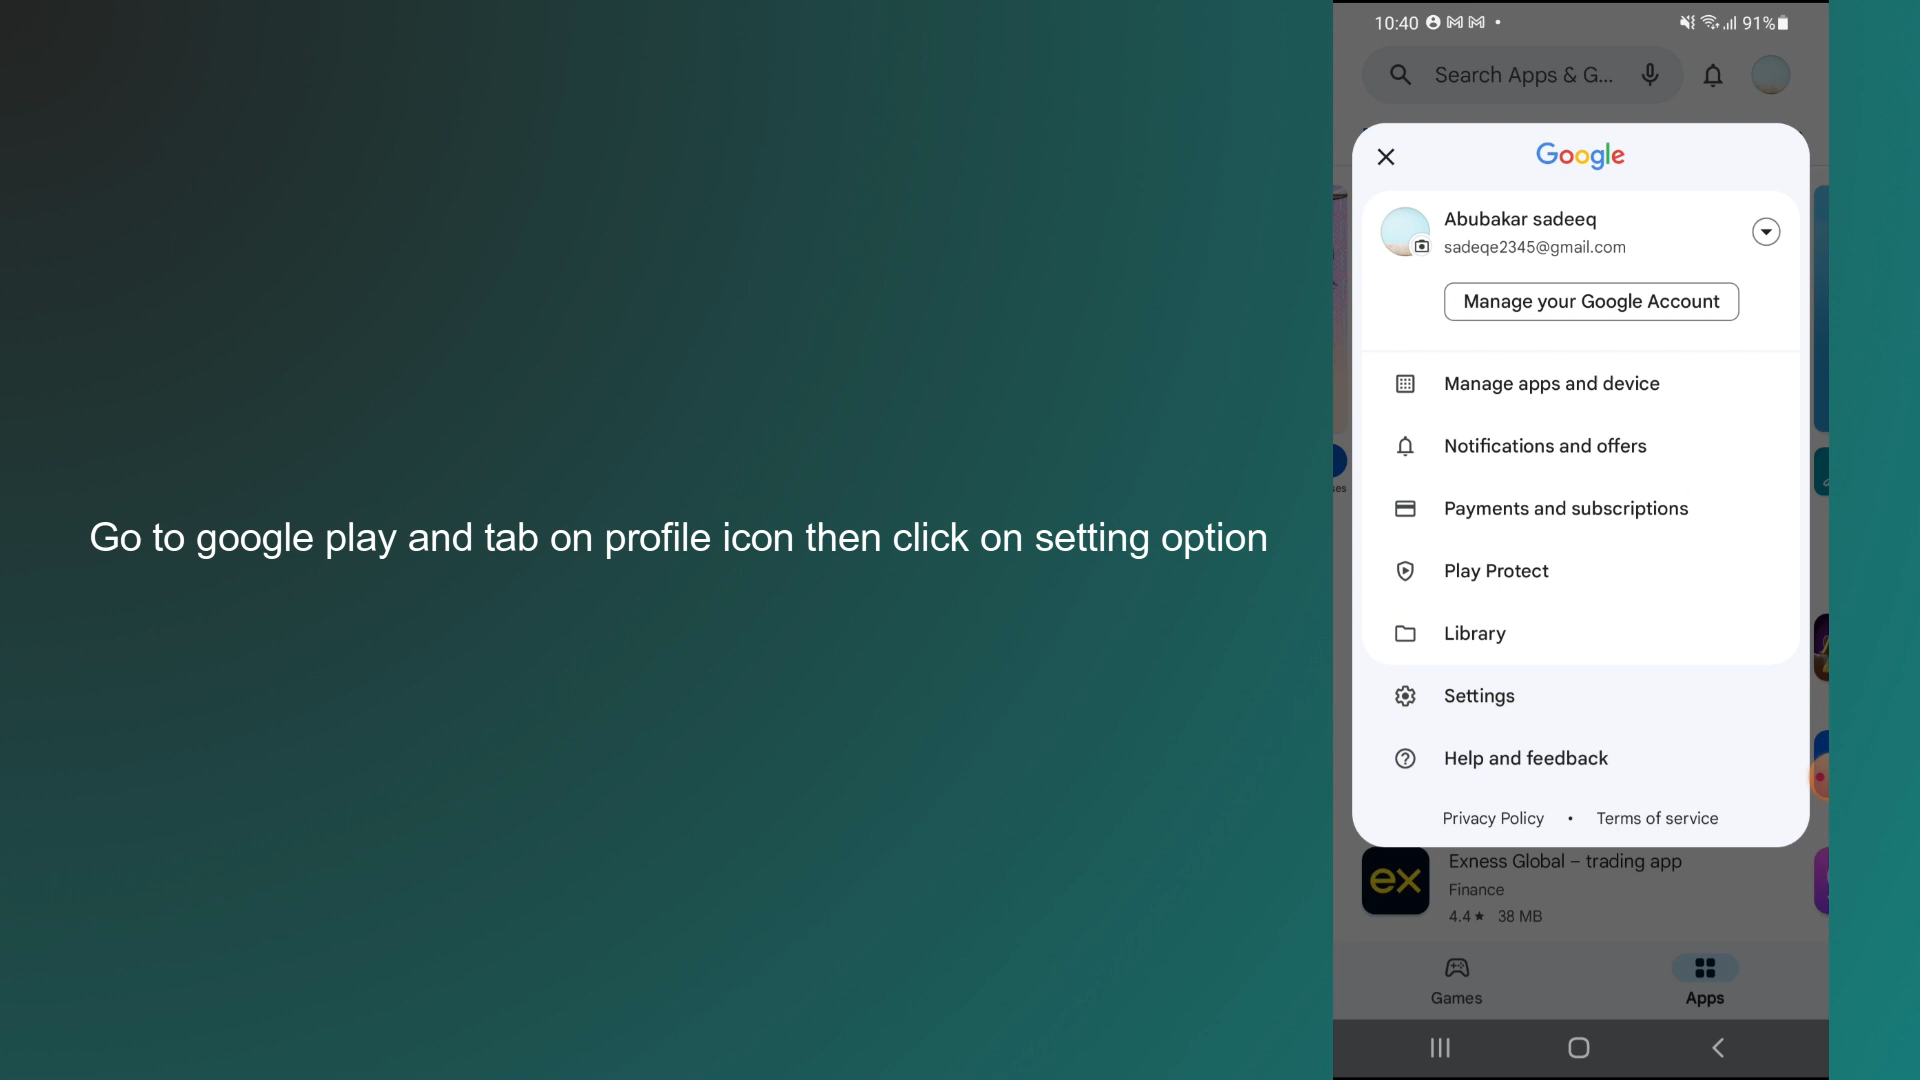 10:40
91%
Search Apps & G...
Google
Abubakar sadeeq
sadeqe2345@gmail.com
Manage your Google Account
Manage apps and device
Notifications and offers
Payments and subscriptions
Play Protect
Library
Settings
Help and feedback
Privacy Policy • Terms of service
ses
Go to google play and tab on profile icon then click on setting option
ex
Exness Global – trading app
Finance
4.4★ 38 MB
Games
Apps